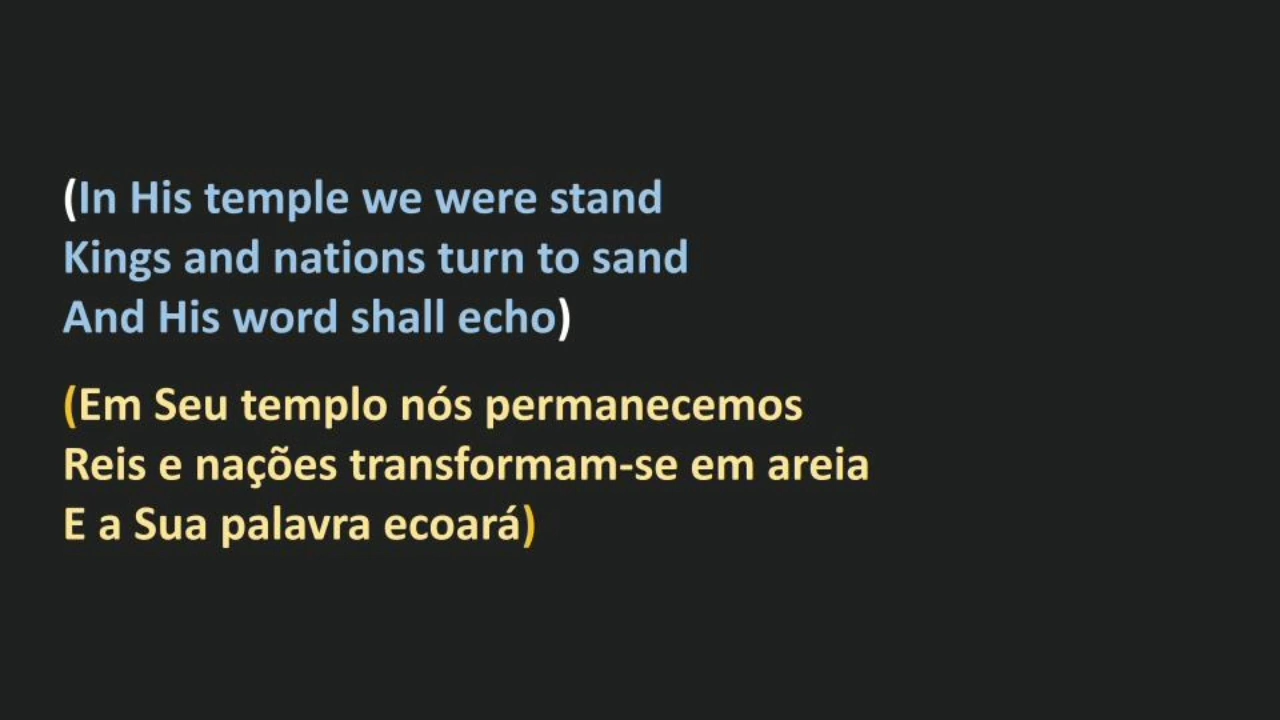 (In His temple we were stand
Kings and nations turn to sand
And His word shall echo)
(Em Seu templo nós permanecemos
Reis e nações transformam-se em areia
E a Sua palavra ecoará)